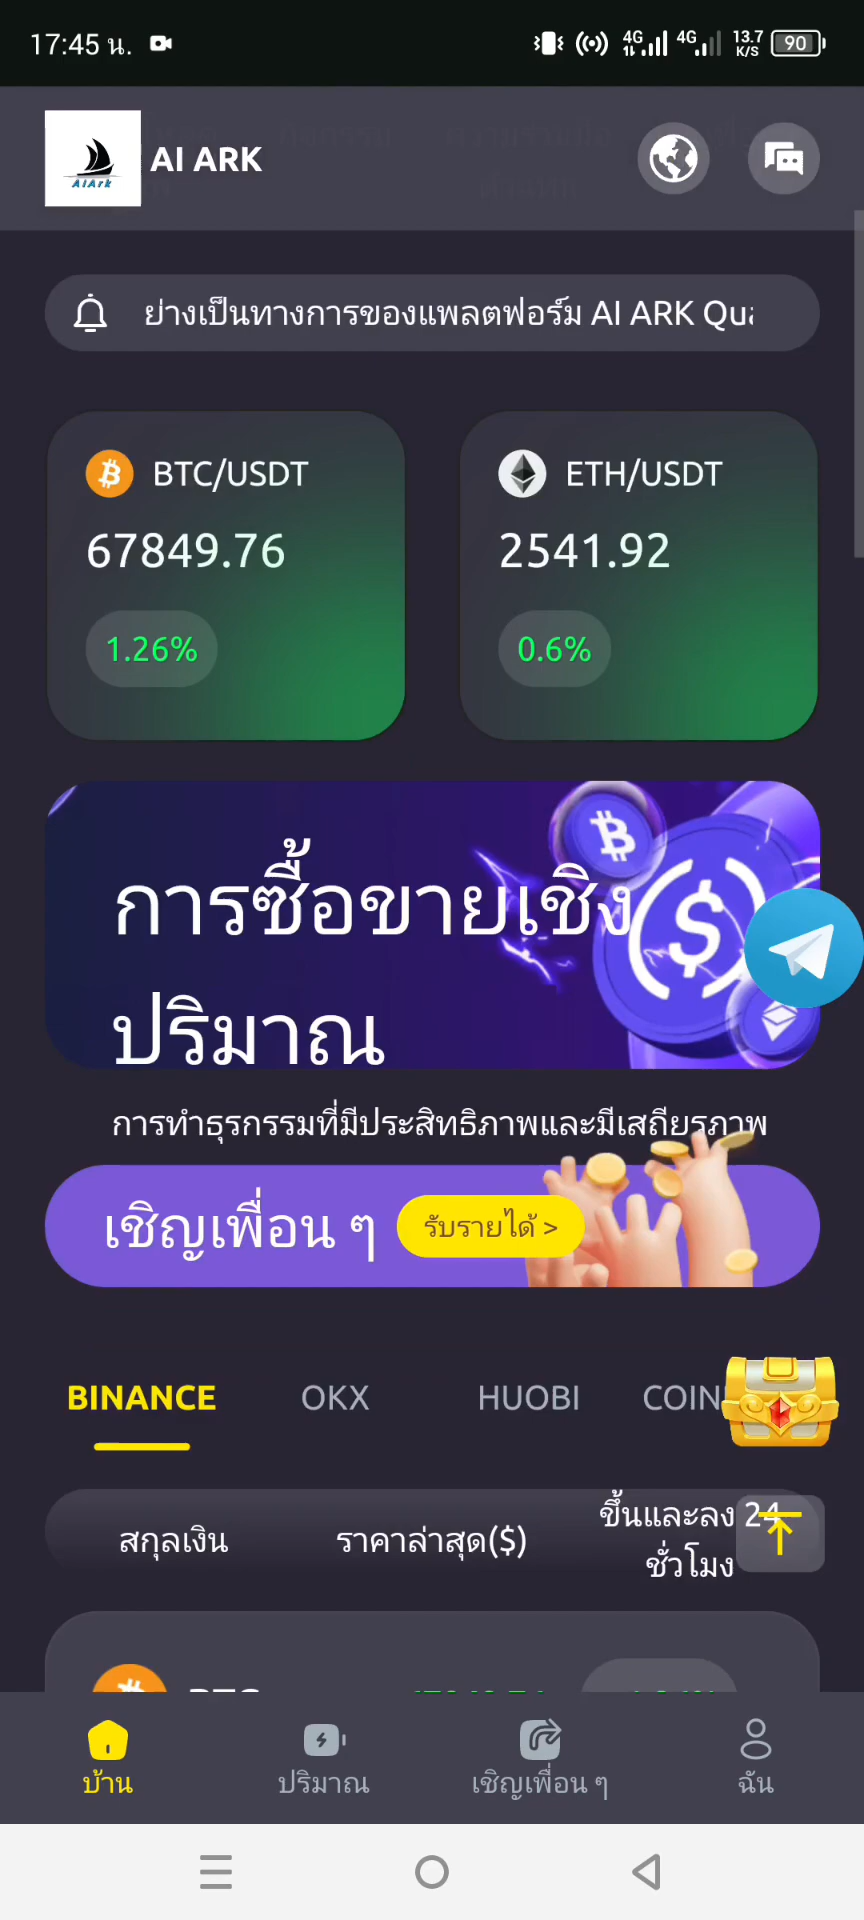 17:45 น.
4G
4G
13.7
K/S
90
AiArk
AI ARK
ย่างเป็นทางการของแพลตฟอร์ม AI ARK
BTC/USDT
67849.76
1.26%
ETH/USDT
2541.92
0.6%
การซื้อขายเชิง
ปริมาณ
การทำธุรกรรมที่มีประสิทธิภาพและมีเสถียรภาพ
เชิญเพื่อน ๆ
รับรายได้ >
BINANCE
OKX
HUOBI
COIN
สกุลเงิน
ราคาล่าสุด($)
ขึ้นและลง 24
ชั่วโมง
บ้าน
ปริมาณ
เชิญเพื่อน ๆ
ฉัน